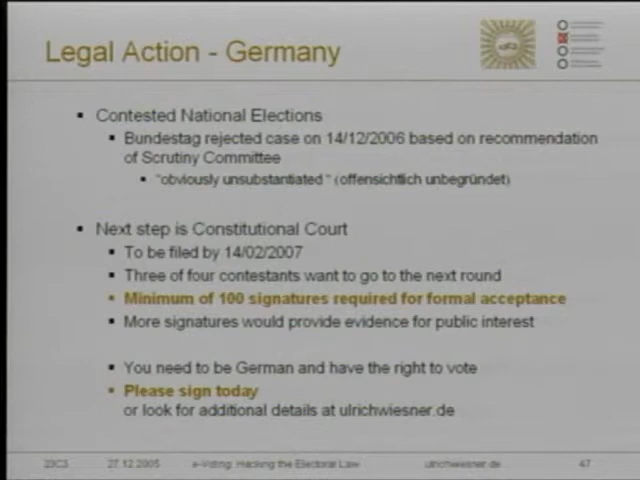 Legal Action - Germany
Contested National Elections
Bundestag rejected case on 14/12/2006 based on recommendation
of Scrutiny Committee
"obviously unsubstantiated" (offensichtlich unbegründet)
Next step is Constitutional Court
To be filed by 14/02/2007
Three of four contestants want to go to the next round
Minimum of 100 signatures required for formal acceptance
More signatures would provide evidence for public interest
You need to be German and have the right to vote
Please sign today
or look for additional details at ulrichwiesner.de
23C3 27.12.2005 e-Voting: Hacking the Electoral Law ulrichwiesner.de 47